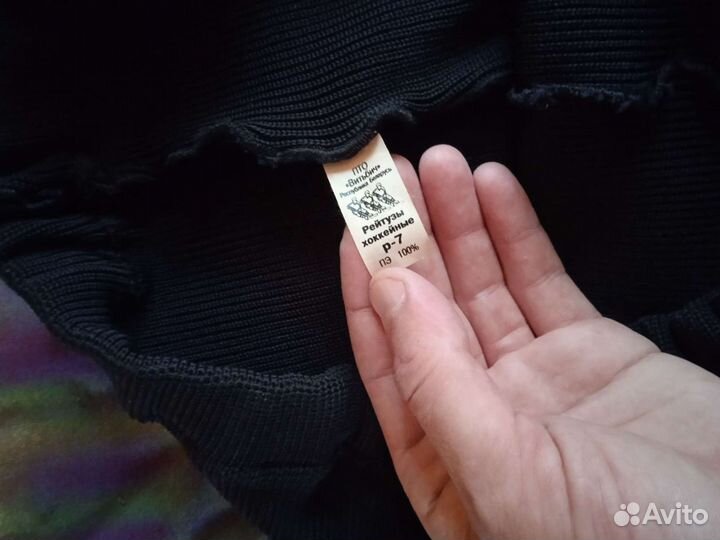 ПТО
«Витьбич»
Республика Беларусь
Рейтузы
хоккейные
р-7
ПЭ 100%
Avito